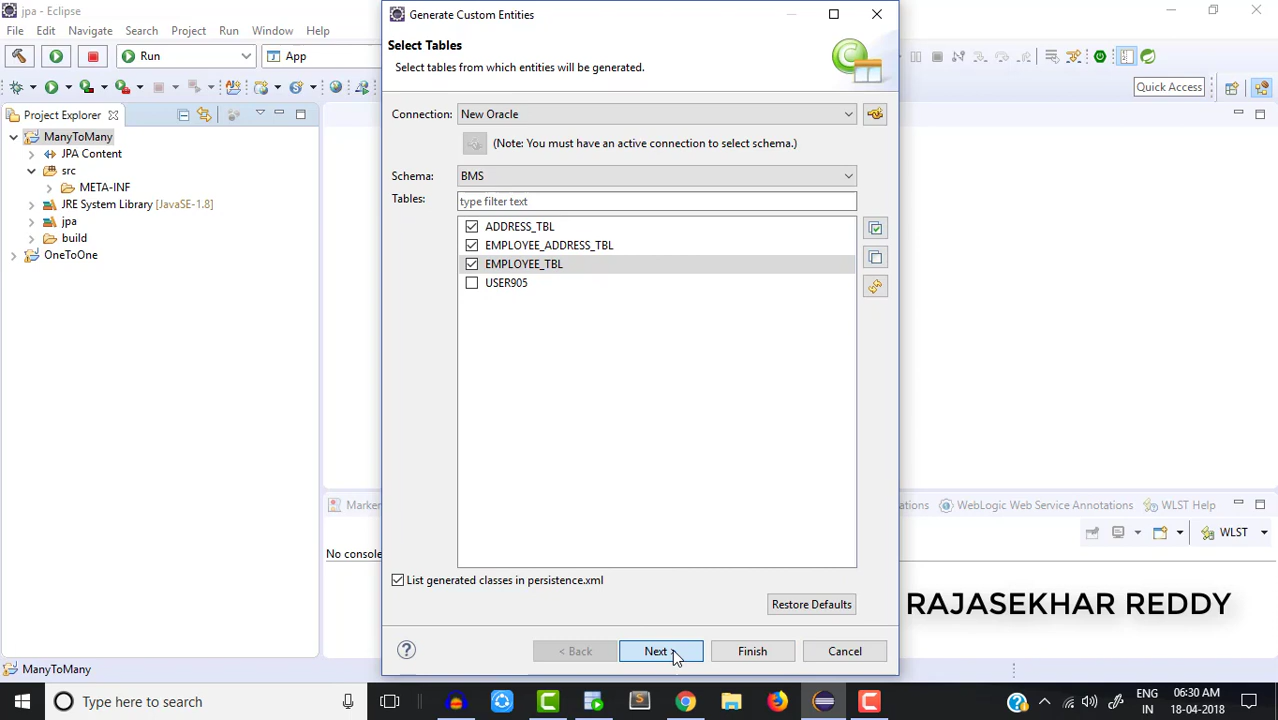 jpa - Eclipse
File Edit Navigate Search Project Run Window Help
Run
App
Quick Access
Project Explorer
ManyToMany
JPA Content
src
META-INF
JRE System Library [JavaSE-1.8]
jpa
build
OneToOne
Generate Custom Entities
Select Tables
Select tables from which entities will be generated.
Connection: New Oracle
(Note: You must have an active connection to select schema.)
Schema: BMS
Tables: type filter text
ADDRESS_TBL
EMPLOYEE_ADDRESS_TBL
EMPLOYEE_TBL
USER905
List generated classes in persistence.xml
Restore Defaults
? < Back Next > Finish Cancel
Marker
ations WebLogic Web Service Annotations WLST Help
WLST
No console
RAJASEKHAR REDDY
ManyToMany
Type here to search
ENG
IN
06:30 AM
18-04-2018